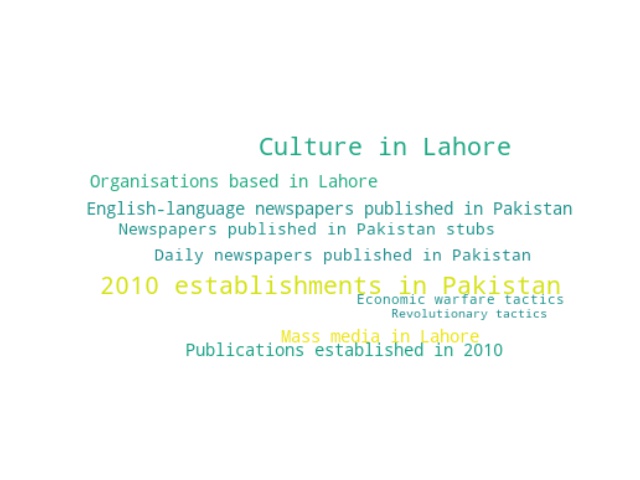 Culture in Lahore
Organisations based in Lahore
English-language newspapers published in Pakistan
Newspapers published in Pakistan stubs
Daily newspapers published in Pakistan
2010 establishments in Pakistan
Economic warfare tactics
Revolutionary tactics
Mass media in Lahore
Publications established in 2010